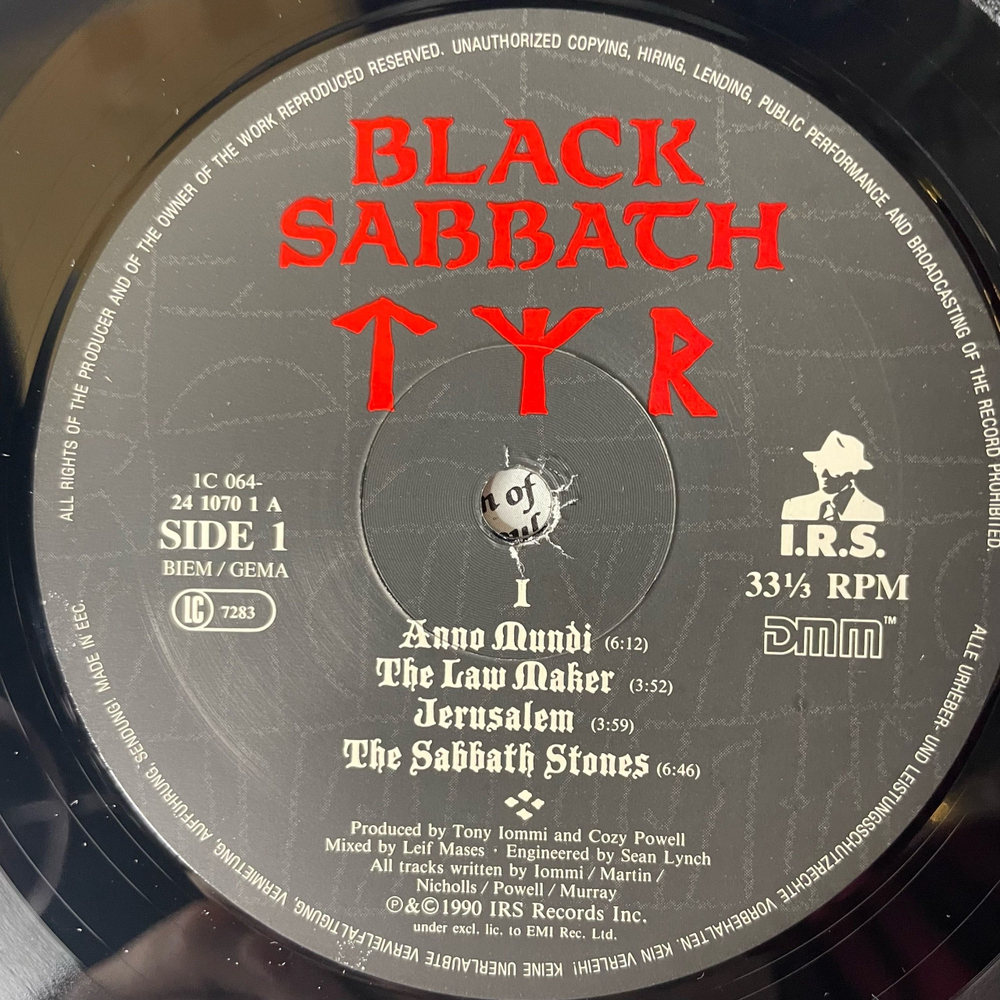 ALL RIGHTS OF THE PRODUCER AND OF THE OWNER OF THE WORK REPRODUCED RESERVED. UNAUTHORIZED COPYING, HIRING, LENDING, PUBLIC PERFORMANCE AND BROADCASTING OF THE RECORD PROHIBITED.
BLACK
SABBATH
ᛏᛉᚱ
1C 064-
24 1070 1 A
SIDE 1
BIEM / GEMA
LC 7283
n of
I.R.S.
33⅓ RPM
DMM™
I
Anno Mundi (6:12)
The Law Maker (3:52)
Jerusalem (3:59)
The Sabbath Stones (6:46)
Produced by Tony Iommi and Cozy Powell
Mixed by Leif Mases · Engineered by Sean Lynch
All tracks written by Iommi / Martin /
Nicholls / Powell / Murray
℗&©1990 IRS Records Inc.
under excl. lic. to EMI Rec. Ltd.
ALLE URHEBER- UND LEISTUNGSSCHUTZRECHTE VORBEHALTEN. KEIN VERLEIH! KEINE UNERLAUBTE VERVIELFÄLTIGUNG, VERMIETUNG, AUFFÜHRUNG, SENDUNG! MADE IN EEC.